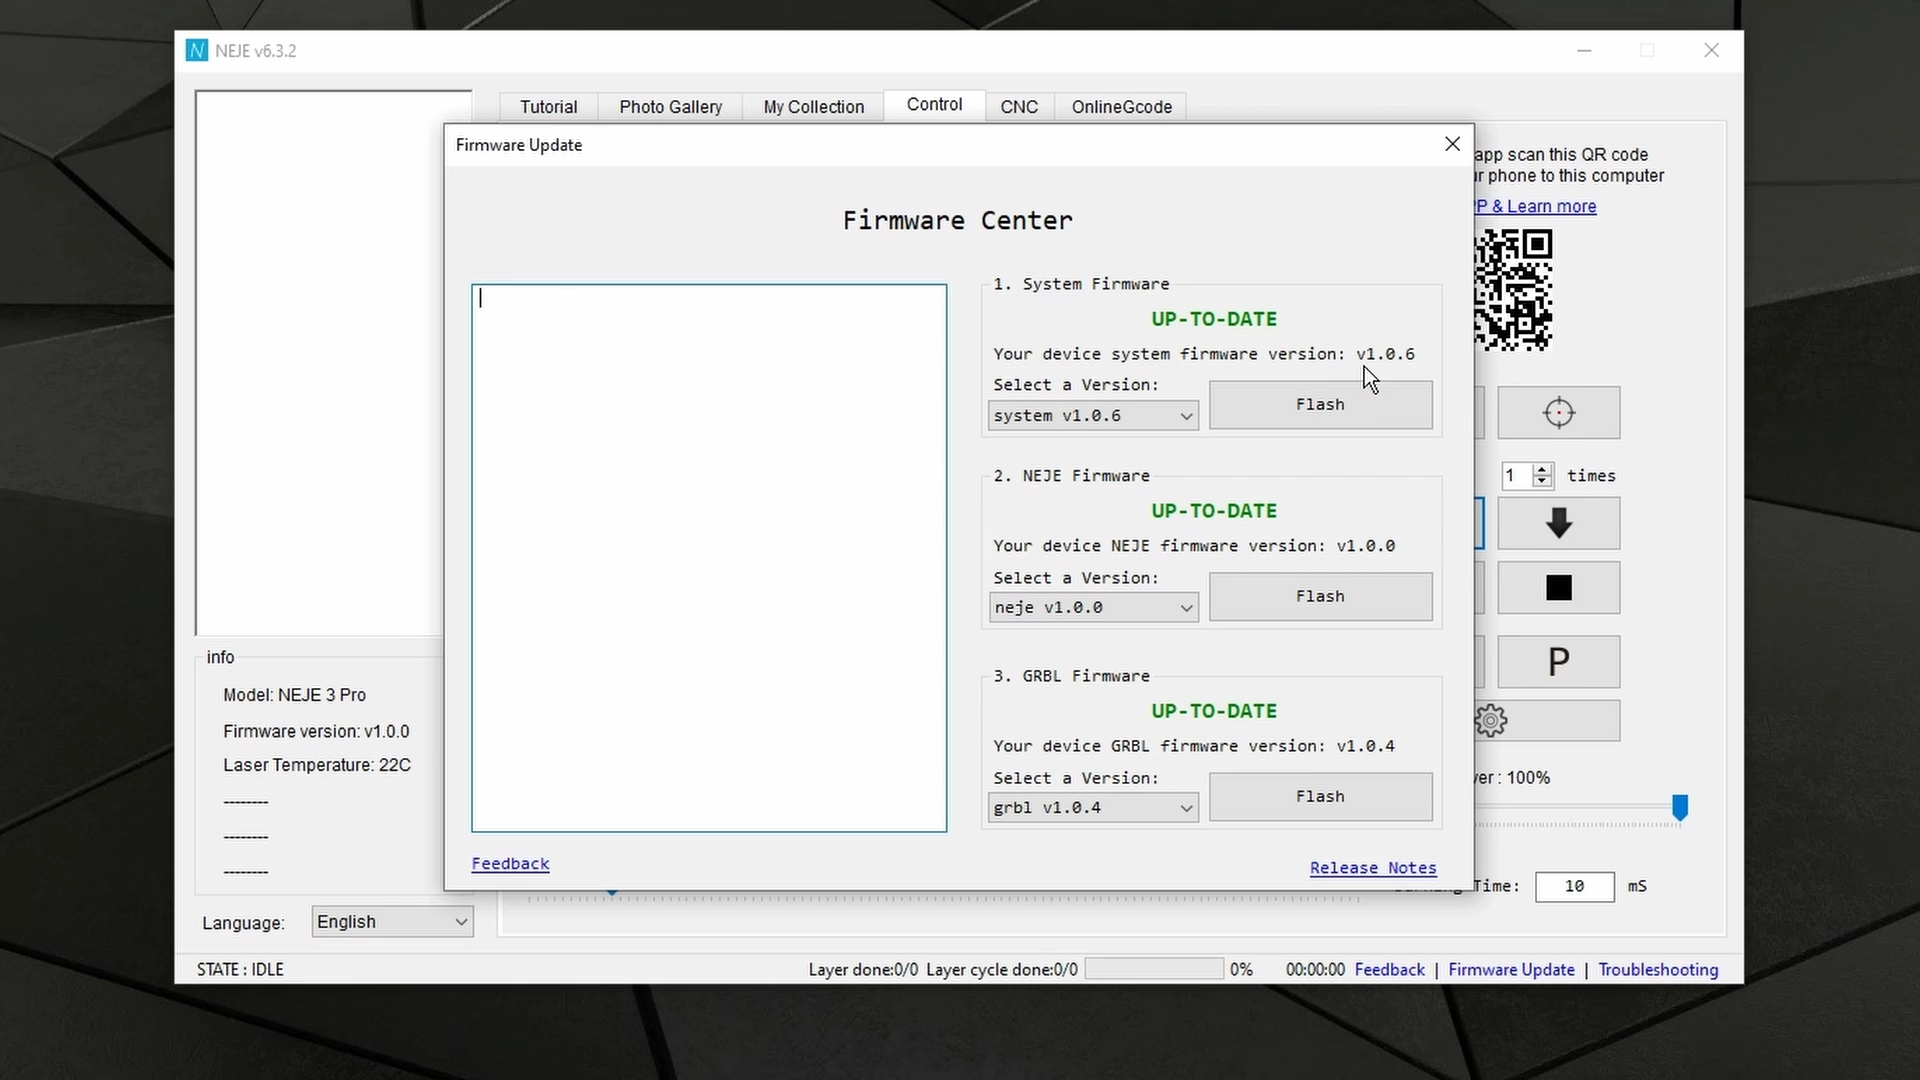 NEJE v6.3.2
Tutorial
Photo Gallery
My Collection
Control
CNC
OnlineGcode
Firmware Update
app scan this QR code
phone to this computer
& Learn more
Firmware Center
1. System Firmware
UP-TO-DATE
Your device system firmware version: v1.0.6
Select a Version:
system v1.0.6
Flash
2. NEJE Firmware
UP-TO-DATE
Your device NEJE firmware version: v1.0.0
Select a Version:
neje v1.0.0
Flash
3. GRBL Firmware
UP-TO-DATE
Your device GRBL firmware version: v1.0.4
Select a Version:
grbl v1.0.4
Flash
Feedback
Release Notes
1 times
P
: 100%
Time: 10 mS
info
Model: NEJE 3 Pro
Firmware version: v1.0.0
Laser Temperature: 22C
--------
--------
--------
Language: English
STATE : IDLE
Layer done:0/0 Layer cycle done:0/0 0% 00:00:00 Feedback | Firmware Update | Troubleshooting